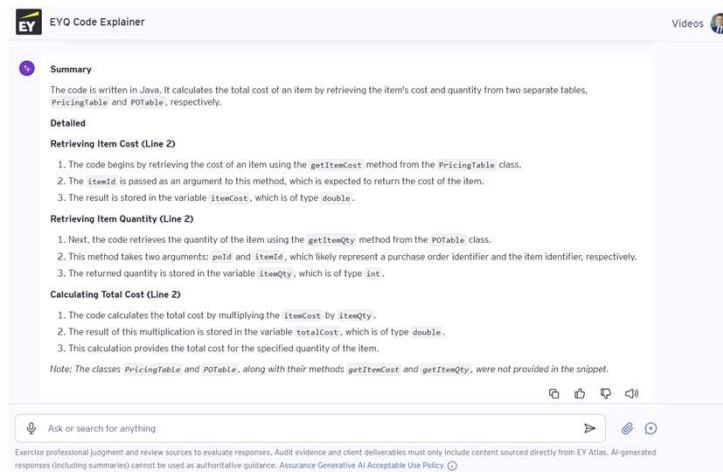 EY
EYQ Code Explainer
Videos
Summary
The code is written in Java. It calculates the total cost of an item by retrieving the item's cost and quantity from two separate tables,
PricingTable and POTable, respectively.
Detailed
Retrieving Item Cost (Line 2)
1. The code begins by retrieving the cost of an item using the getItemCost method from the PricingTable class.
2. The itemId is passed as an argument to this method, which is expected to return the cost of the item.
3. The result is stored in the variable itemCost, which is of type double.
Retrieving Item Quantity (Line 2)
1. Next, the code retrieves the quantity of the item using the getItemQty method from the POTable class.
2. This method takes two arguments: poId and itemId, which likely represent a purchase order identifier and the item identifier, respectively.
3. The returned quantity is stored in the variable itemQty, which is of type int.
Calculating Total Cost (Line 2)
1. The code calculates the total cost by multiplying the itemCost by itemQty.
2. The result of this multiplication is stored in the variable totalCost, which is of type double.
3. This calculation provides the total cost for the specified quantity of the item.
Note: The classes PricingTable and POTable, along with their methods getItemCost and getItemQty, were not provided in the snippet.
Ask or search for anything
Exercise professional judgment and review sources to evaluate responses. Audit evidence and client deliverables must only include content sourced directly from EY Atlas. AI-generated
responses (including summaries) cannot be used as authoritative guidance. Assurance Generative AI Acceptable Use Policy